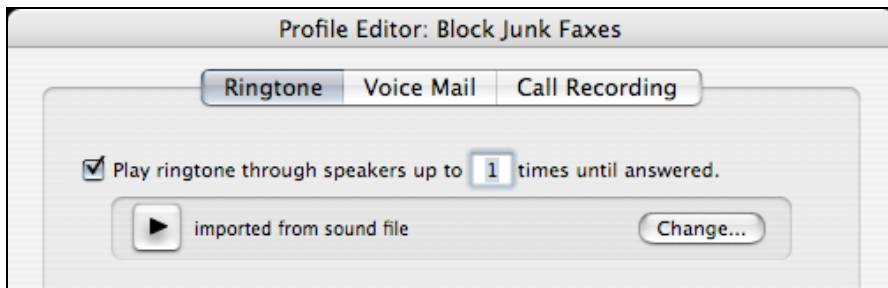 Profile Editor: Block Junk Faxes
Ringtone Voice Mail Call Recording
Play ringtone through speakers up to 1 times until answered.
imported from sound file Change...